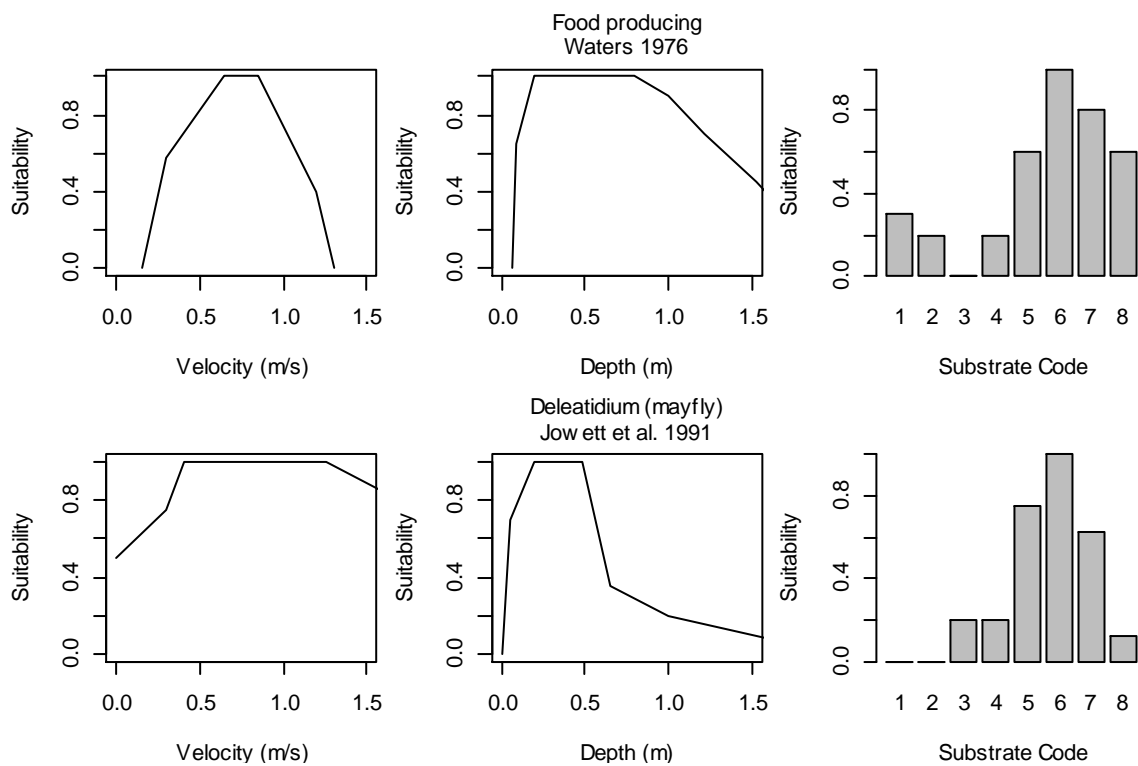 Food producing
Waters 1976
Suitability
0.0 0.4 0.8
0.0 0.5 1.0 1.5
Velocity (m/s)
Suitability
0.0 0.4 0.8
0.0 0.5 1.0 1.5
Depth (m)
Suitability
0.0 0.4 0.8
1 2 3 4 5 6 7 8
Substrate Code
Deleatidium (mayfly)
Jowett et al. 1991
Suitability
0.0 0.4 0.8
0.0 0.5 1.0 1.5
Velocity (m/s)
Suitability
0.0 0.4 0.8
0.0 0.5 1.0 1.5
Depth (m)
Suitability
0.0 0.4 0.8
1 2 3 4 5 6 7 8
Substrate Code